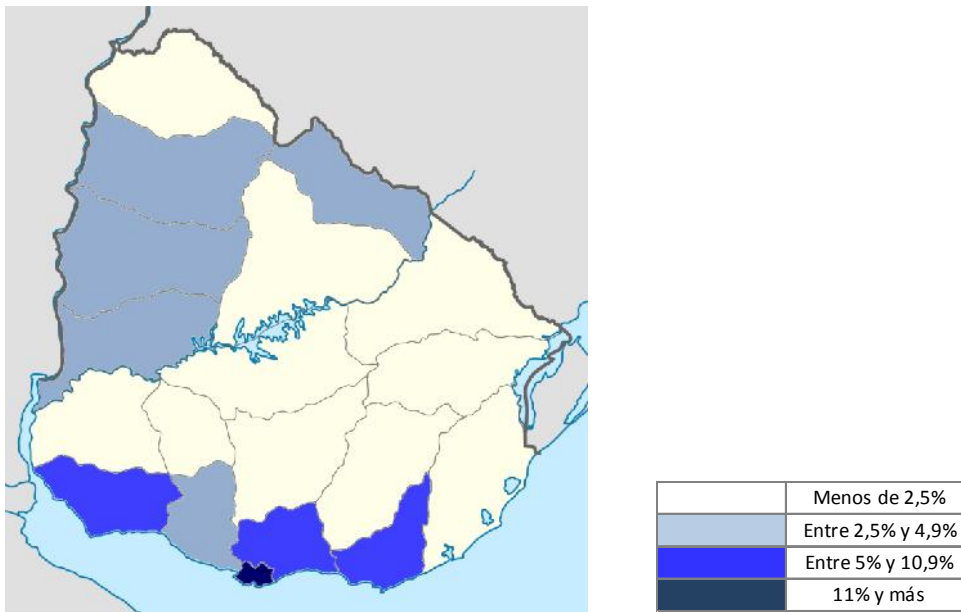 Menos de 2,5%
Entre 2,5% y 4,9%
Entre 5% y 10,9%
11% y más